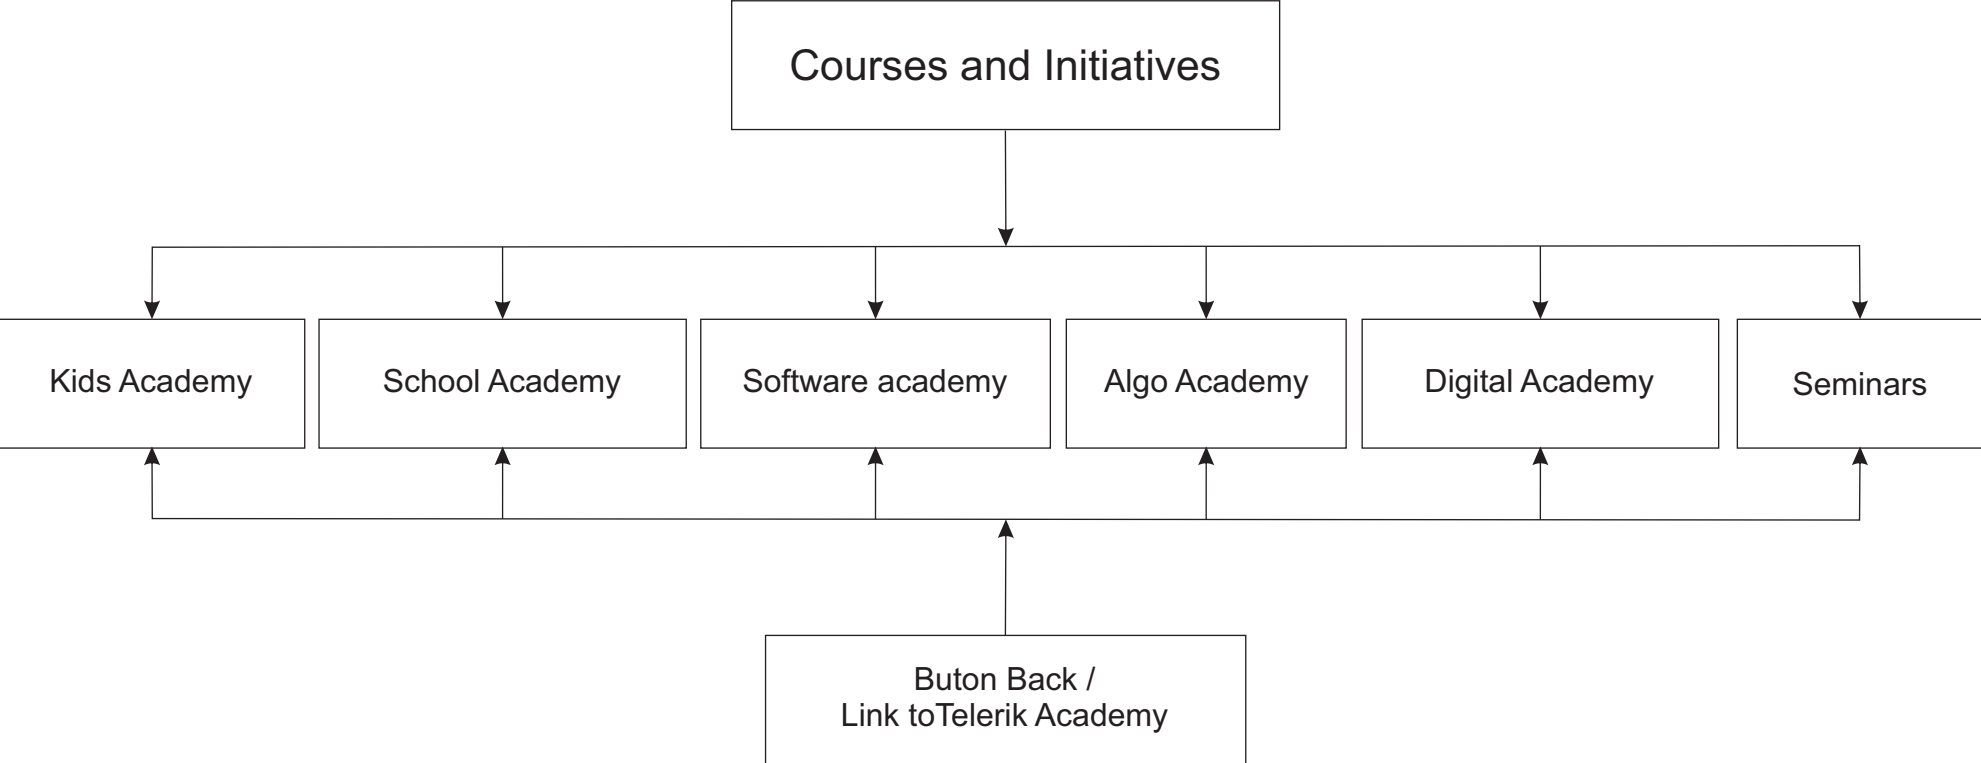 Courses and Initiatives
Kids Academy
School Academy
Software academy
Algo Academy
Digital Academy
Seminars
Buton Back /
Link toTelerik Academy